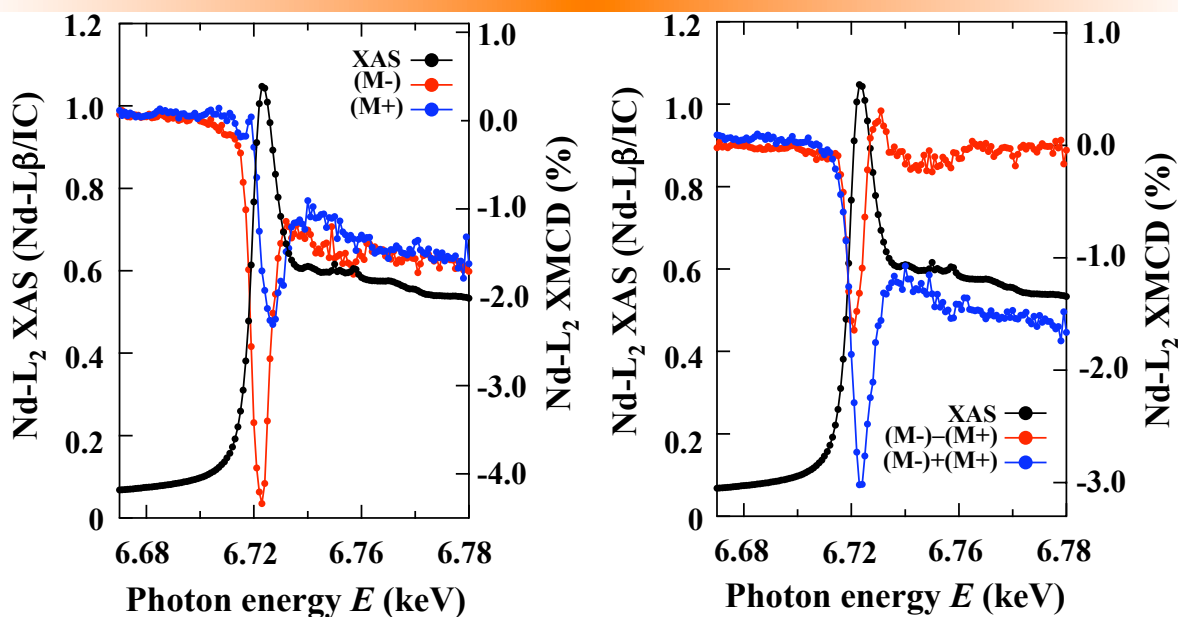 Nd-L₂ XAS (Nd-Lβ/IC)
1.2
1.0
0.8
0.6
0.4
0.2
0
XAS
(M-)
(M+)
1.0
0.0
-1.0
-2.0
-3.0
-4.0
Nd-L₂ XMCD (%)
6.68 6.72 6.76 6.78
Photon energy E (keV)
Nd-L₂ XAS (Nd-Lβ/IC)
1.2
1.0
0.8
0.6
0.4
0.2
0
XAS
(M-)−(M+)
(M-)+(M+)
1.0
0.0
-1.0
-2.0
-3.0
Nd-L₂ XMCD (%)
6.68 6.72 6.76 6.78
Photon energy E (keV)